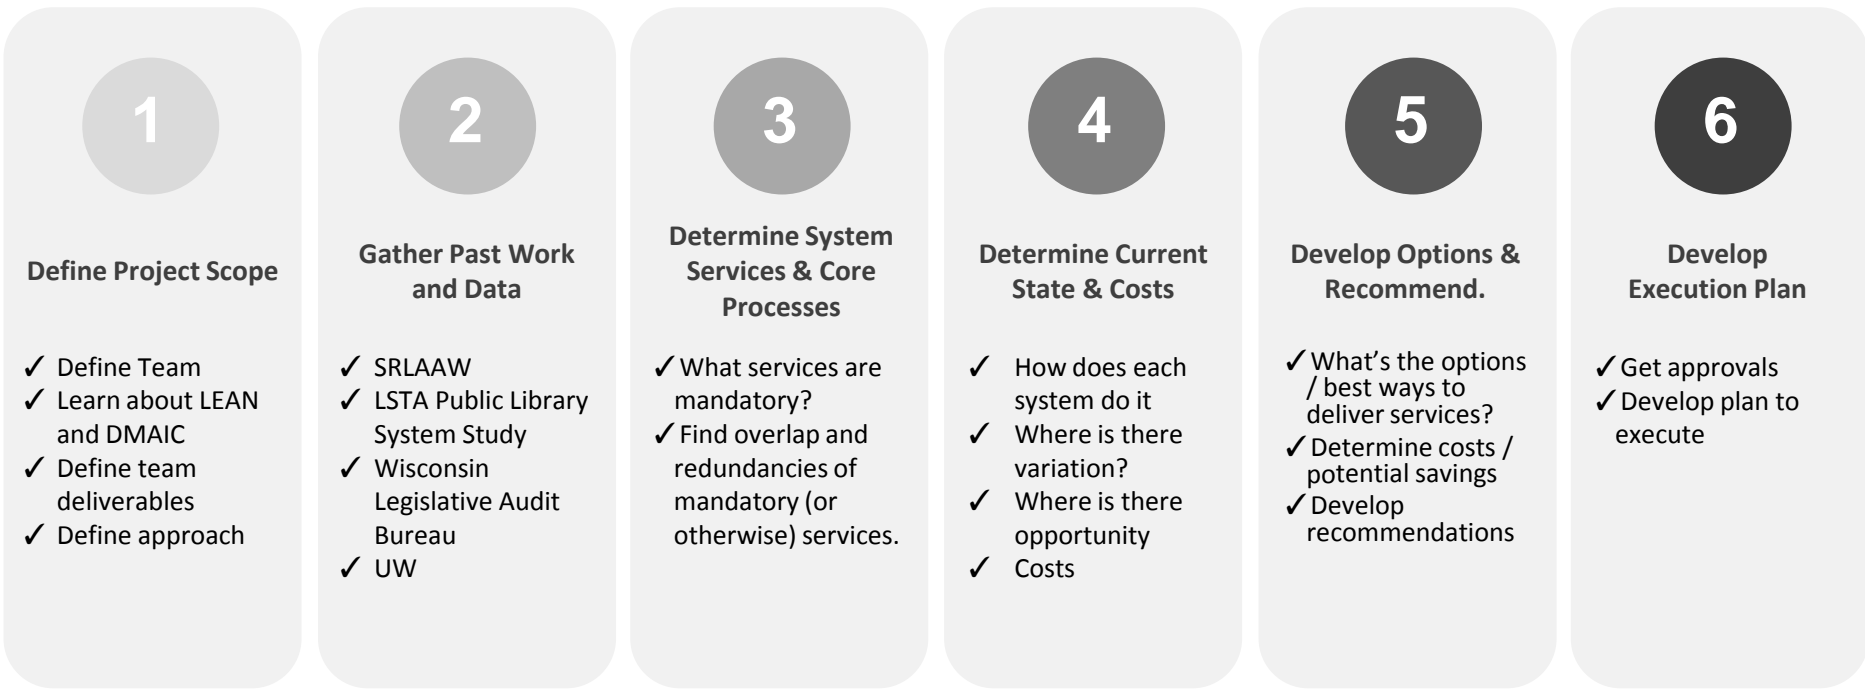 1
Define Project Scope
✓ Define Team
✓ Learn about LEAN
and DMAIC
✓ Define team
deliverables
✓ Define approach
2
Gather Past Work
and Data
✓ SRLAAW
✓ LSTA Public Library
System Study
✓ Wisconsin
Legislative Audit
Bureau
✓ UW
3
Determine System
Services & Core
Processes
✓ What services are
mandatory?
✓ Find overlap and
redundancies of
mandatory (or
otherwise) services.
4
Determine Current
State & Costs
✓ How does each
system do it
✓ Where is there
variation?
✓ Where is there
opportunity
✓ Costs
5
Develop Options &
Recommend.
✓ What's the options
/ best ways to
deliver services?
✓ Determine costs /
potential savings
✓ Develop
recommendations
6
Develop
Execution Plan
✓ Get approvals
✓ Develop plan to
execute